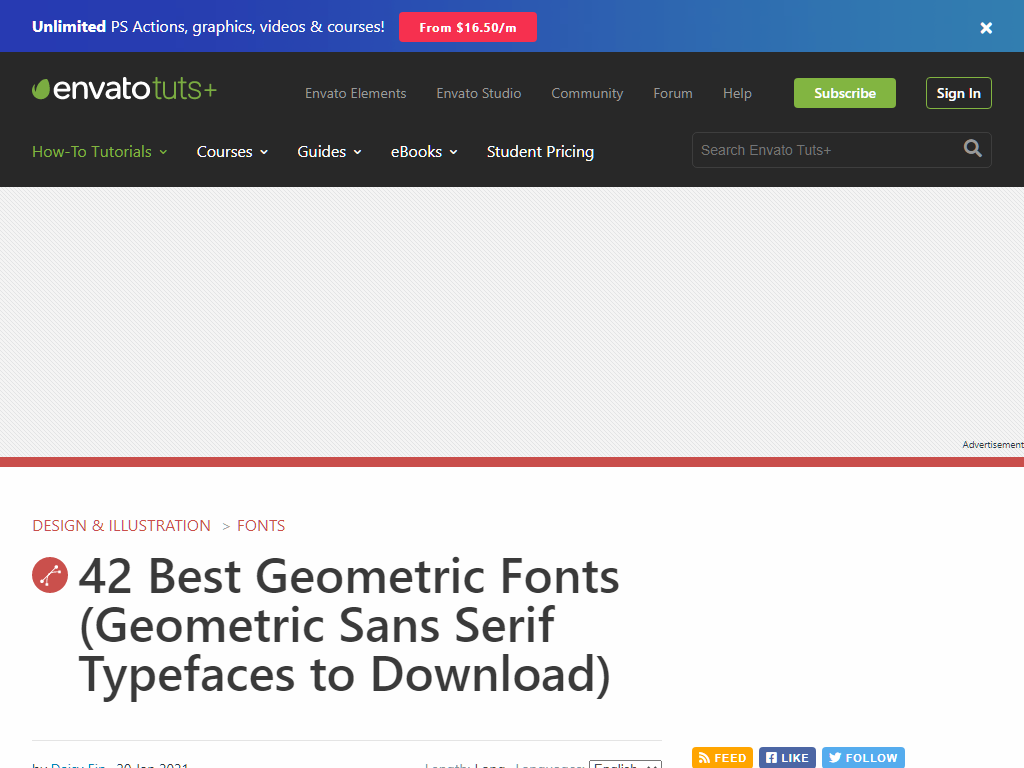 Unlimited PS Actions, graphics, videos & courses! From $16.50/m
envatotuts+
Envato Elements Envato Studio Community Forum Help Subscribe Sign In
How-To Tutorials Courses Guides eBooks Student Pricing Search Envato Tuts+
Advertisement
DESIGN & ILLUSTRATION > FONTS
42 Best Geometric Fonts
(Geometric Sans Serif
Typefaces to Download)
by Daisy Ein 20 Jan 2021 Length: Long Languages: English
FEED LIKE FOLLOW